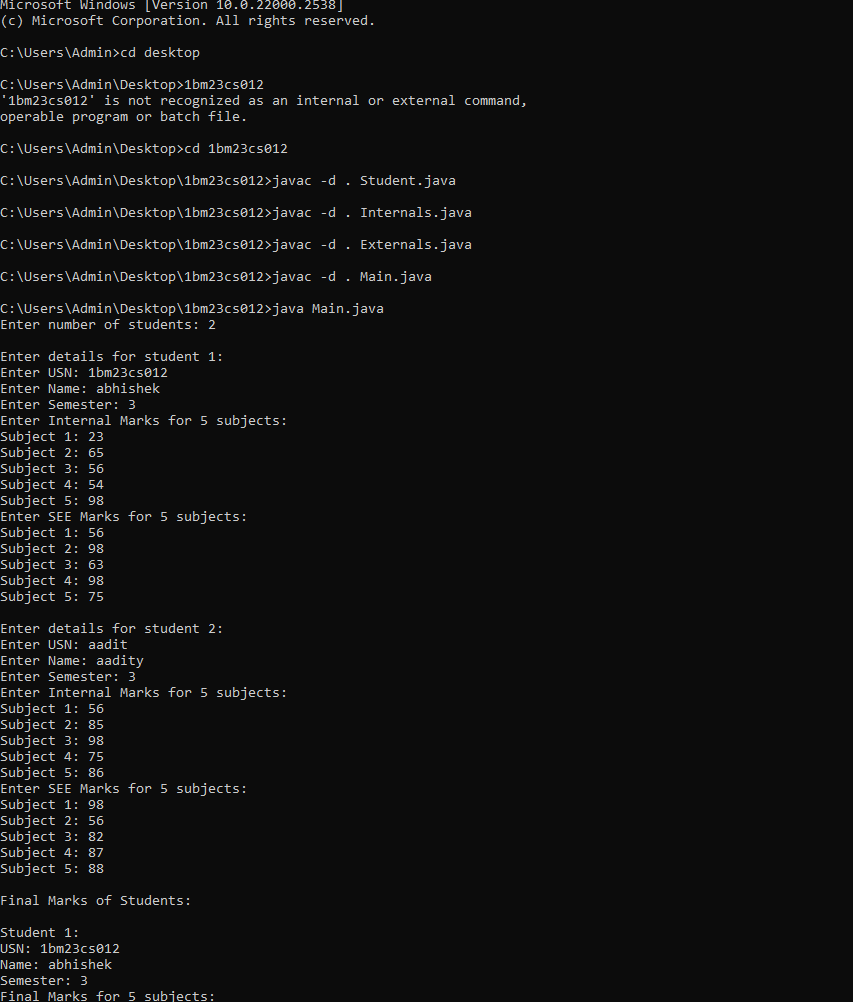 Microsoft Windows [Version 10.0.22000.2538]
(c) Microsoft Corporation. All rights reserved.

C:\Users\Admin>cd desktop

C:\Users\Admin\Desktop>1bm23cs012
'1bm23cs012' is not recognized as an internal or external command,
operable program or batch file.

C:\Users\Admin\Desktop>cd 1bm23cs012

C:\Users\Admin\Desktop\1bm23cs012>javac -d . Student.java

C:\Users\Admin\Desktop\1bm23cs012>javac -d . Internals.java

C:\Users\Admin\Desktop\1bm23cs012>javac -d . Externals.java

C:\Users\Admin\Desktop\1bm23cs012>javac -d . Main.java

C:\Users\Admin\Desktop\1bm23cs012>java Main.java
Enter number of students: 2

Enter details for student 1:
Enter USN: 1bm23cs012
Enter Name: abhishek
Enter Semester: 3
Enter Internal Marks for 5 subjects:
Subject 1: 23
Subject 2: 65
Subject 3: 56
Subject 4: 54
Subject 5: 98
Enter SEE Marks for 5 subjects:
Subject 1: 56
Subject 2: 98
Subject 3: 63
Subject 4: 98
Subject 5: 75

Enter details for student 2:
Enter USN: aadit
Enter Name: aadity
Enter Semester: 3
Enter Internal Marks for 5 subjects:
Subject 1: 56
Subject 2: 85
Subject 3: 98
Subject 4: 75
Subject 5: 86
Enter SEE Marks for 5 subjects:
Subject 1: 98
Subject 2: 56
Subject 3: 82
Subject 4: 87
Subject 5: 88

Final Marks of Students:

Student 1:
USN: 1bm23cs012
Name: abhishek
Semester: 3
Final Marks for 5 subjects: